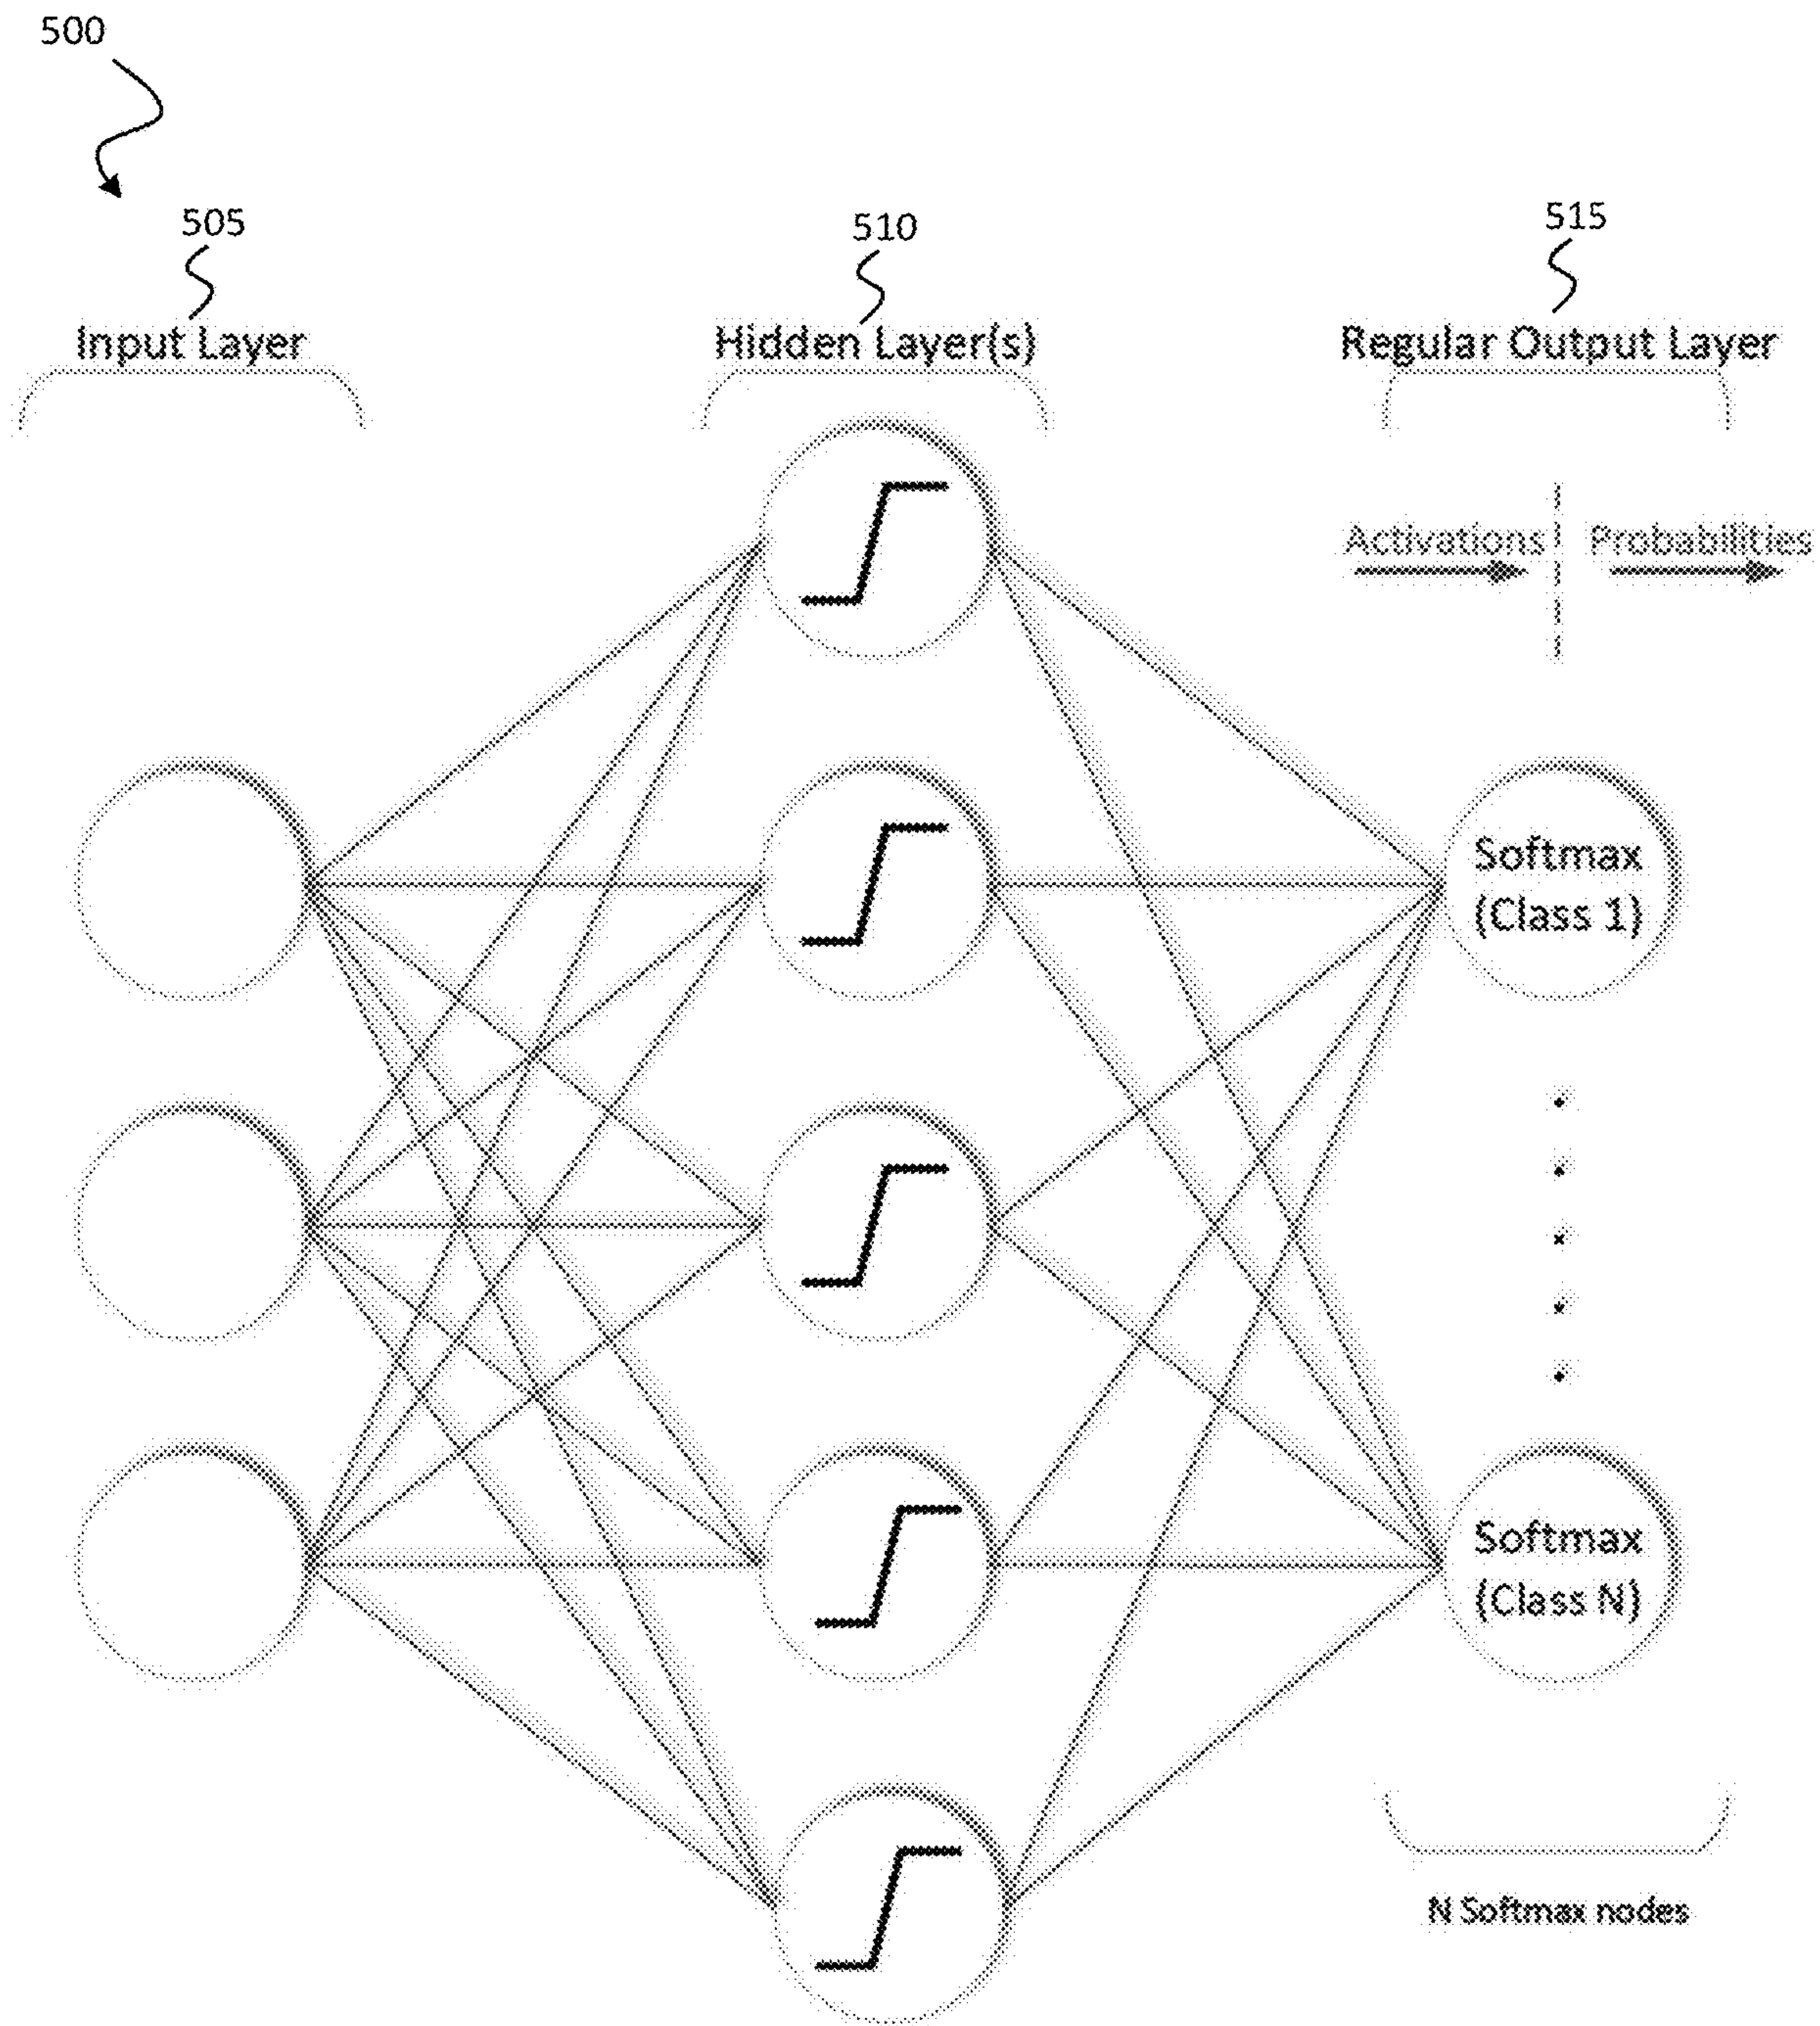 500
505
510
515
Input Layer
Hidden Layer(s)
Regular Output Layer
Activations
Probabilities
Softmax
(Class 1)
Softmax
(Class N)
N Softmax nodes